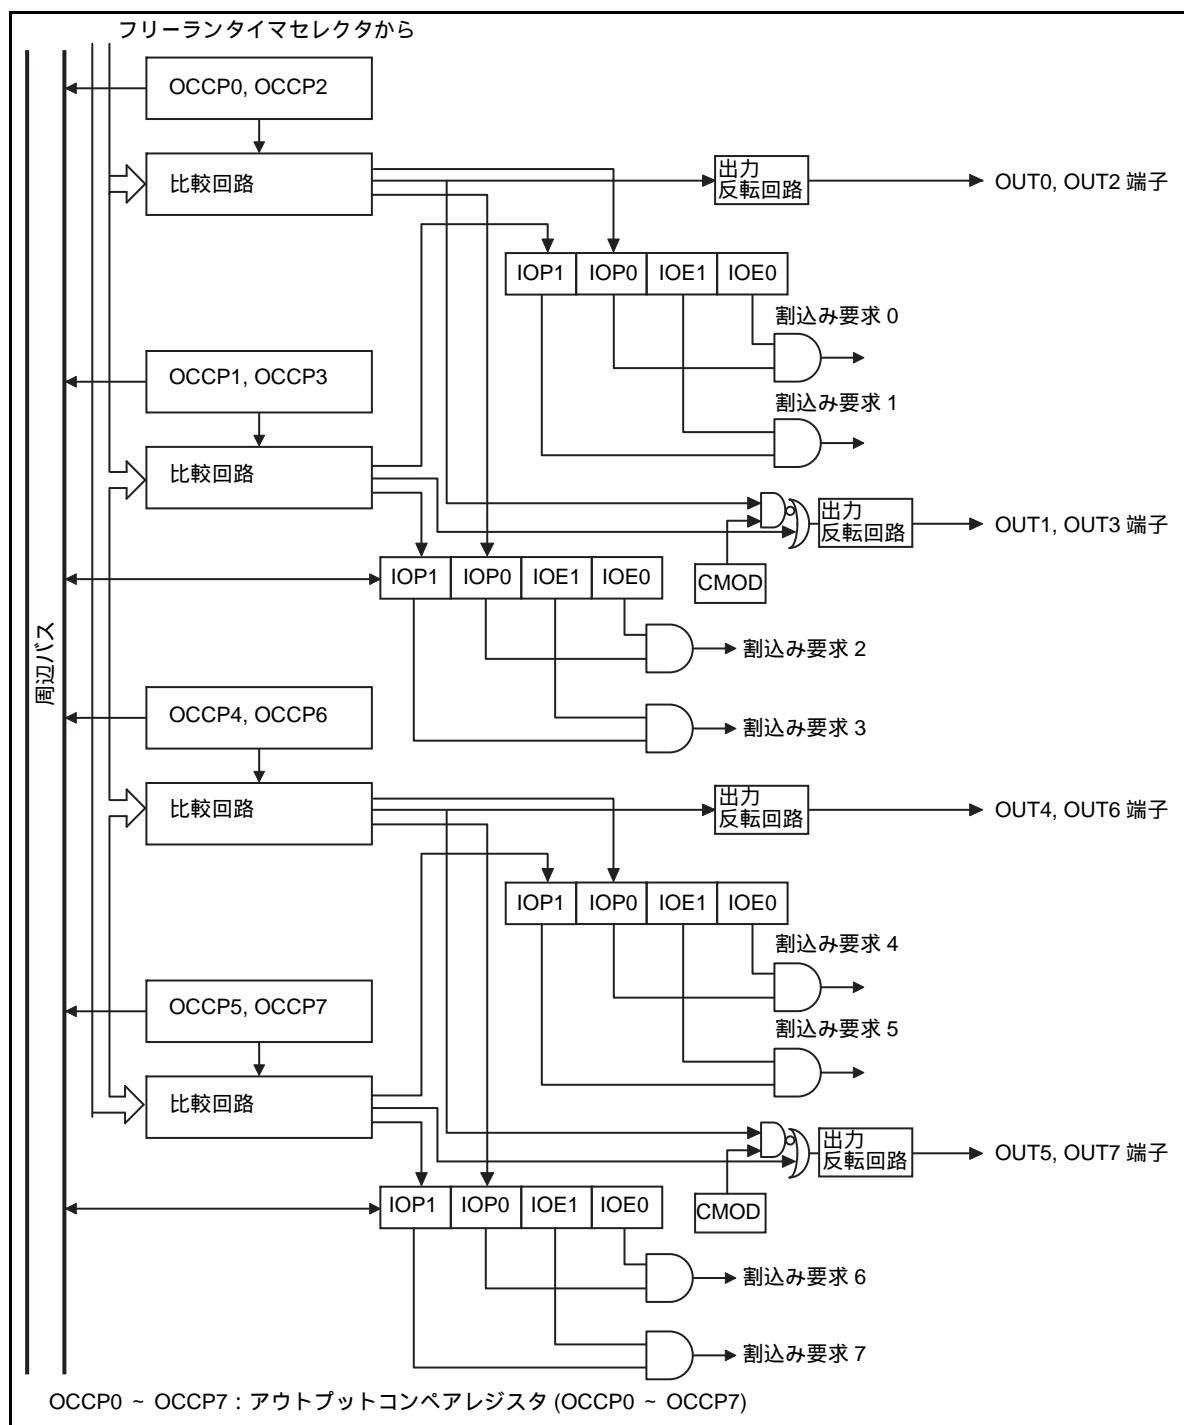 フリーランタイマセレクタから
OCCP0, OCCP2
比較回路
出力
反転回路
OUT0, OUT2 端子
IOP1 IOP0 IOE1 IOE0
割込み要求 0
OCCP1, OCCP3
割込み要求 1
比較回路
出力
反転回路
OUT1, OUT3 端子
IOP1 IOP0 IOE1 IOE0
CMOD
周辺バス
割込み要求 2
OCCP4, OCCP6
割込み要求 3
比較回路
出力
反転回路
OUT4, OUT6 端子
IOP1 IOP0 IOE1 IOE0
割込み要求 4
OCCP5, OCCP7
割込み要求 5
比較回路
出力
反転回路
OUT5, OUT7 端子
IOP1 IOP0 IOE1 IOE0
CMOD
割込み要求 6
割込み要求 7
OCCP0 ~ OCCP7 : アウトプットコンペアレジスタ (OCCP0 ~ OCCP7)